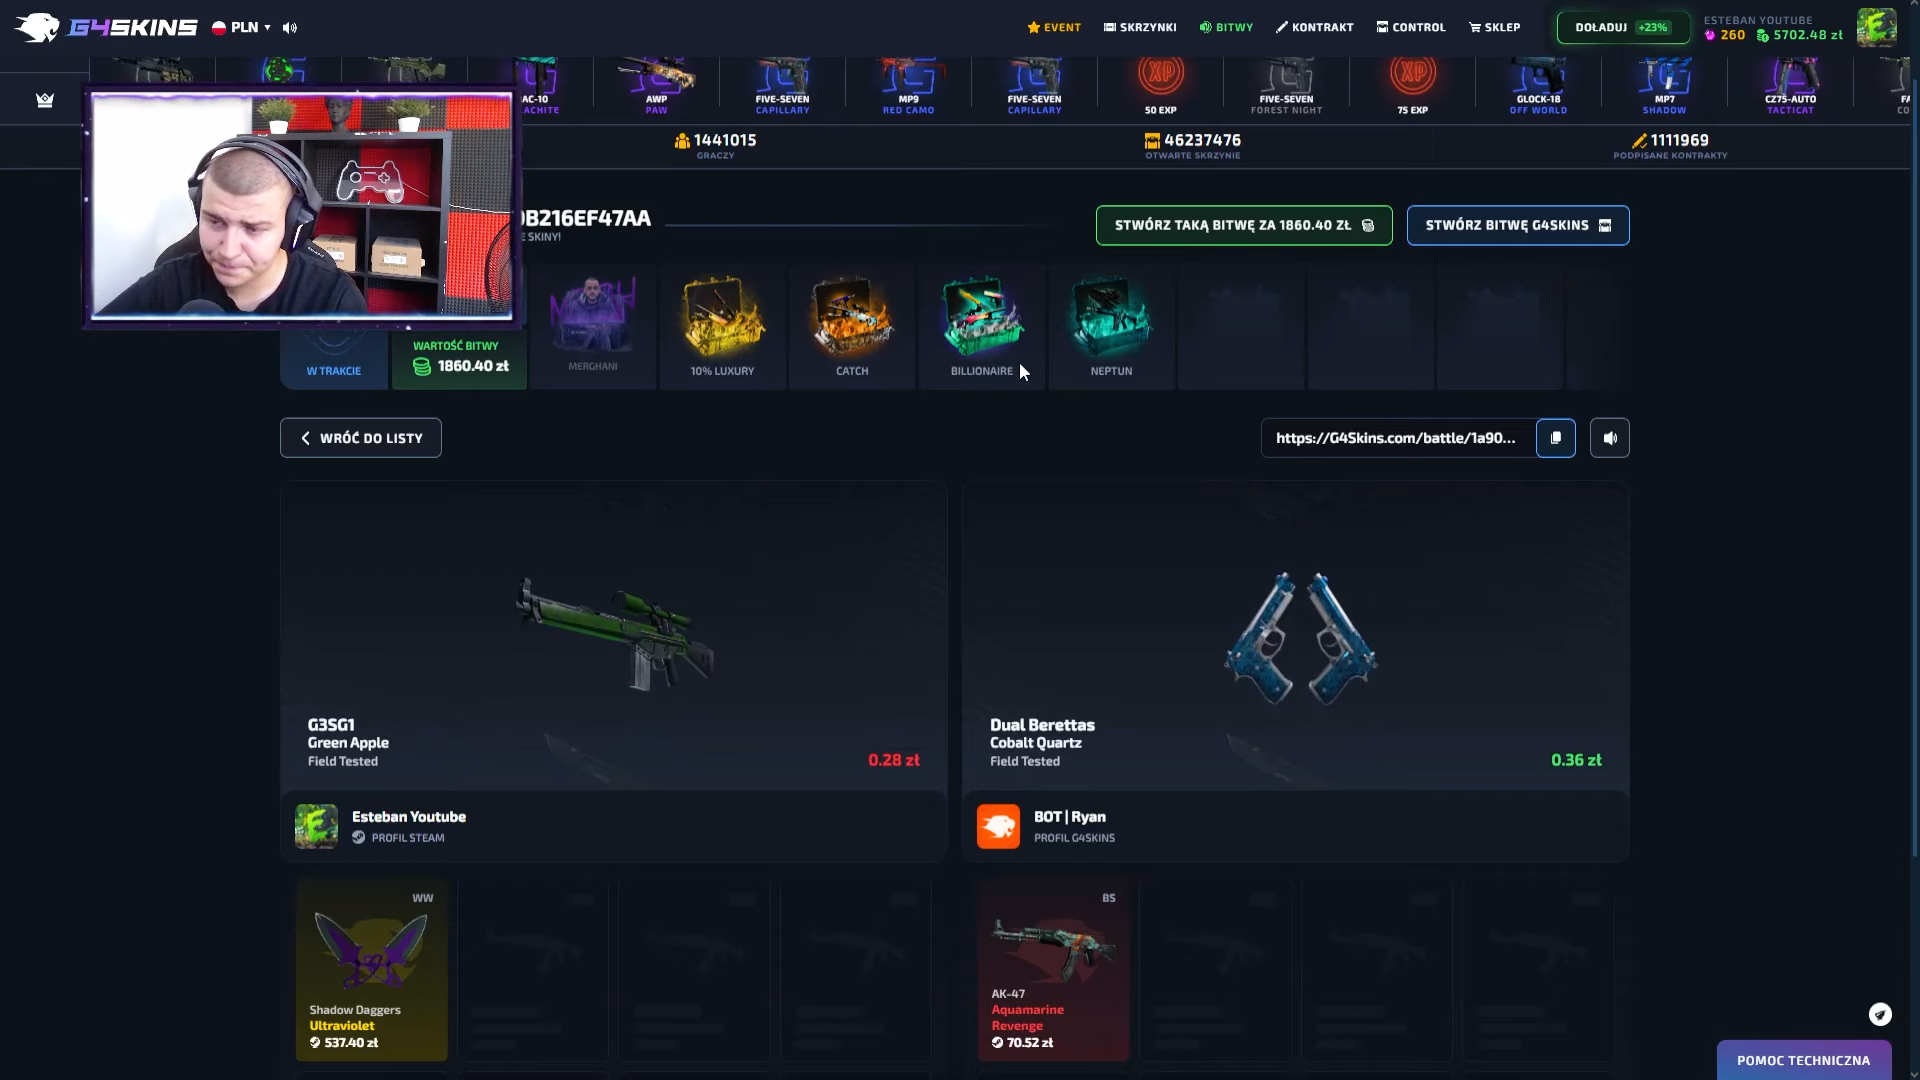 G4SKINS PLN
EVENT SKRZYNKI BITWY KONTRAKT CONTROL SKLEP
DOŁADUJ +23%
ESTEBAN YOUTUBE
260 5702.48 zł
AWP
PAW
FIVE-SEVEN
CAPILLARY
MP9
RED CAMO
FIVE-SEVEN
CAPILLARY
XP
50 EXP
FIVE-SEVEN
FOREST NIGHT
XP
75 EXP
GLOCK-18
OFF WORLD
MP7
SHADOW
CZ75-AUTO
TACTICAT
1441015
GRACZY
46237476
OTWARTE SKRZYNIE
1111969
PODPISANE KONTRAKTY
B216EF47AA
E SKINY!
STWÓRZ TAKĄ BITWĘ ZA 1860.40 ZŁ
STWÓRZ BITWĘ G4SKINS
W TRAKCIE
WARTOŚĆ BITWY
1860.40 zł
MERGHANI
10% LUXURY
CATCH
BILLIONAIRE
NEPTUN
WRÓĆ DO LISTY
https://G4Skins.com/battle/1a90...
G3SG1
Green Apple
Field Tested
0.28 zł
Dual Berettas
Cobalt Quartz
Field Tested
0.36 zł
Esteban Youtube
PROFIL STEAM
BOT | Ryan
PROFIL G4SKINS
WW
Shadow Daggers
Ultraviolet
537.40 zł
BS
AK-47
Aquamarine
Revenge
70.52 zł
POMOC TECHNICZNA